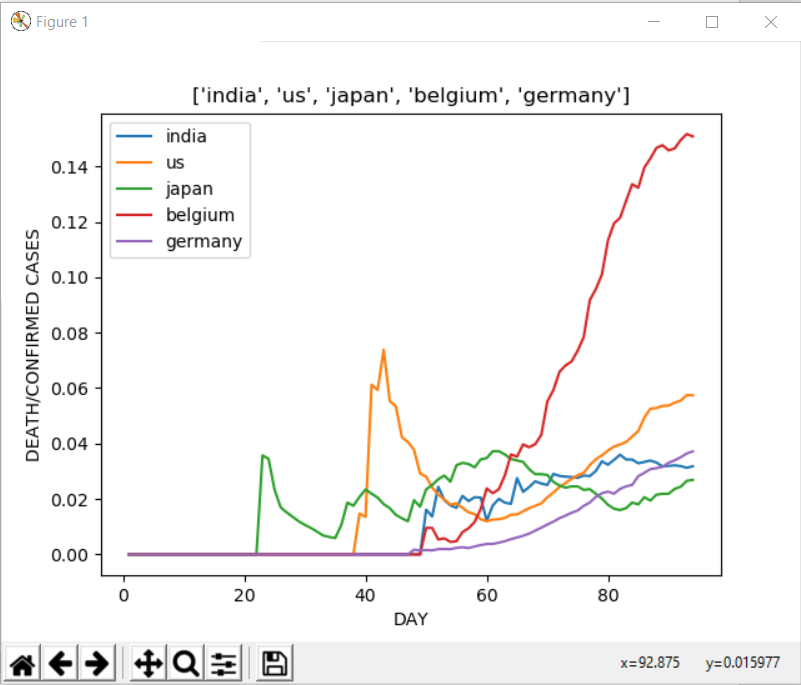 Figure 1
['india', 'us', 'japan', 'belgium', 'germany']
india
us
japan
belgium
germany
DEATH/CONFIRMED CASES
0.14
0.12
0.10
0.08
0.06
0.04
0.02
0.00
0 20 40 60 80
DAY
x=92.875 y=0.015977